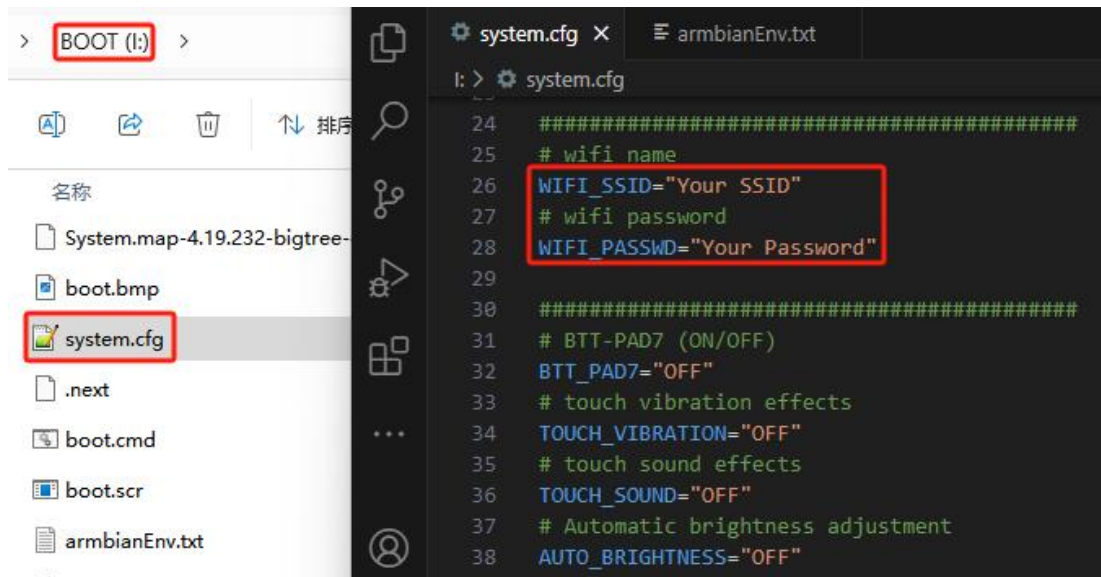 BOOT (I:)
排序
名称
System.map-4.19.232-bigtree-
boot.bmp
system.cfg
.next
boot.cmd
boot.scr
armbianEnv.txt
system.cfg
armbianEnv.txt
I: > system.cfg
24 ###########################################
25 # wifi name
26 WIFI_SSID="Your SSID"
27 # wifi password
28 WIFI_PASSWD="Your Password"
29
30 ###########################################
31 # BTT-PAD7 (ON/OFF)
32 BTT_PAD7="OFF"
33 # touch vibration effects
34 TOUCH_VIBRATION="OFF"
35 # touch sound effects
36 TOUCH_SOUND="OFF"
37 # Automatic brightness adjustment
38 AUTO_BRIGHTNESS="OFF"